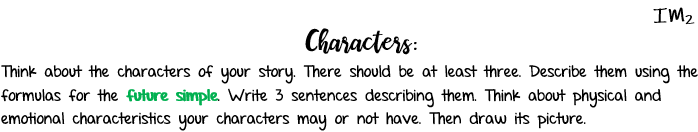 IM2
Characters:
Think about the characters of your story. There should be at least three. Describe them using the
formulas for the future simple. Write 3 sentences describing them. Think about physical and
emotional characteristics your characters may or not have. Then draw its picture.